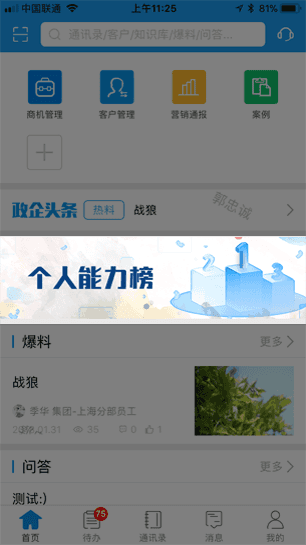 中国联通 上午11:25
通讯录/客户/知识库/爆料/问答...
商机管理 客户管理 营销通报 案例
政企头条 热料 战狼
郭忠诚
个人能力榜
2 1 3
爆料 更多
战狼
季华 集团-上海分部员工
01.31 35 0 1
问答 更多
测试:)
75
首页 待办 通讯录 消息 我的